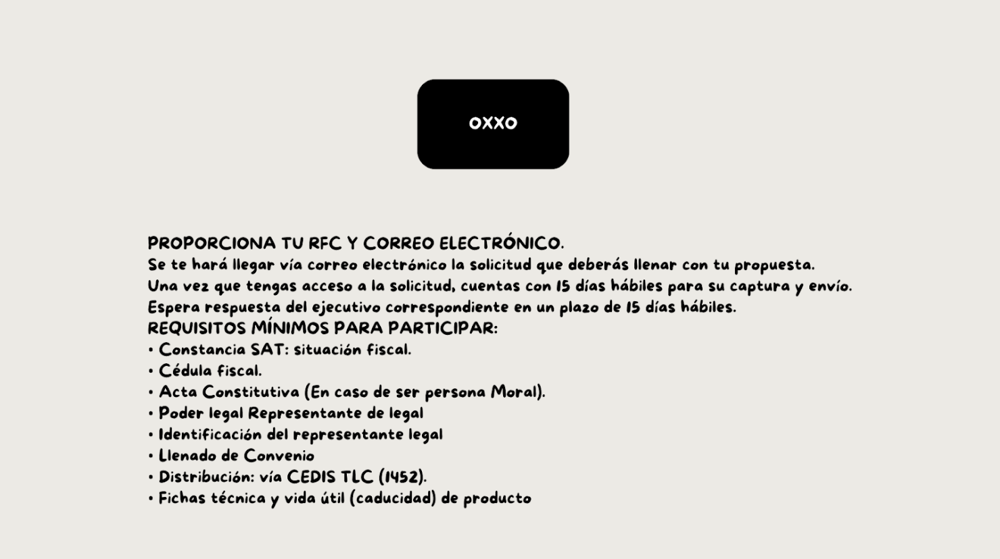 OXXO
PROPORCIONA TU RFC Y CORREO ELECTRÓNICO.
Se te hará llegar vía correo electrónico la solicitud que deberás llenar con tu propuesta.
Una vez que tengas acceso a la solicitud, cuentas con 15 días hábiles para su captura y envío.
Espera respuesta del ejecutivo correspondiente en un plazo de 15 días hábiles.
REQUISITOS MÍNIMOS PARA PARTICIPAR:
• Constancia SAT: situación fiscal.
• Cédula fiscal.
• Acta Constitutiva (En caso de ser persona Moral).
• Poder legal Representante de legal
• Identificación del representante legal
• Llenado de Convenio
• Distribución: vía CEDIS TLC (1452).
• Fichas técnica y vida útil (caducidad) de producto